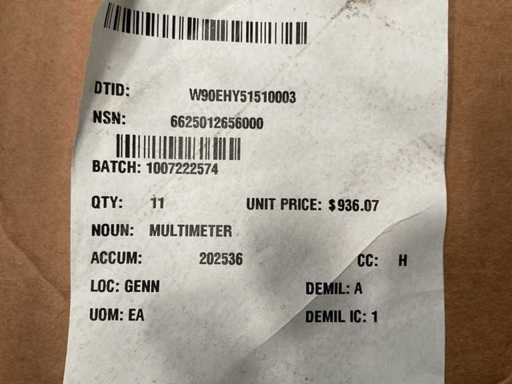 DTID: W90EHY51510003
NSN: 6625012656000
BATCH: 1007222574
QTY: 11 UNIT PRICE: $936.07
NOUN: MULTIMETER
ACCUM: 202536 CC: H
LOC: GENN DEMIL: A
UOM: EA DEMIL IC: 1